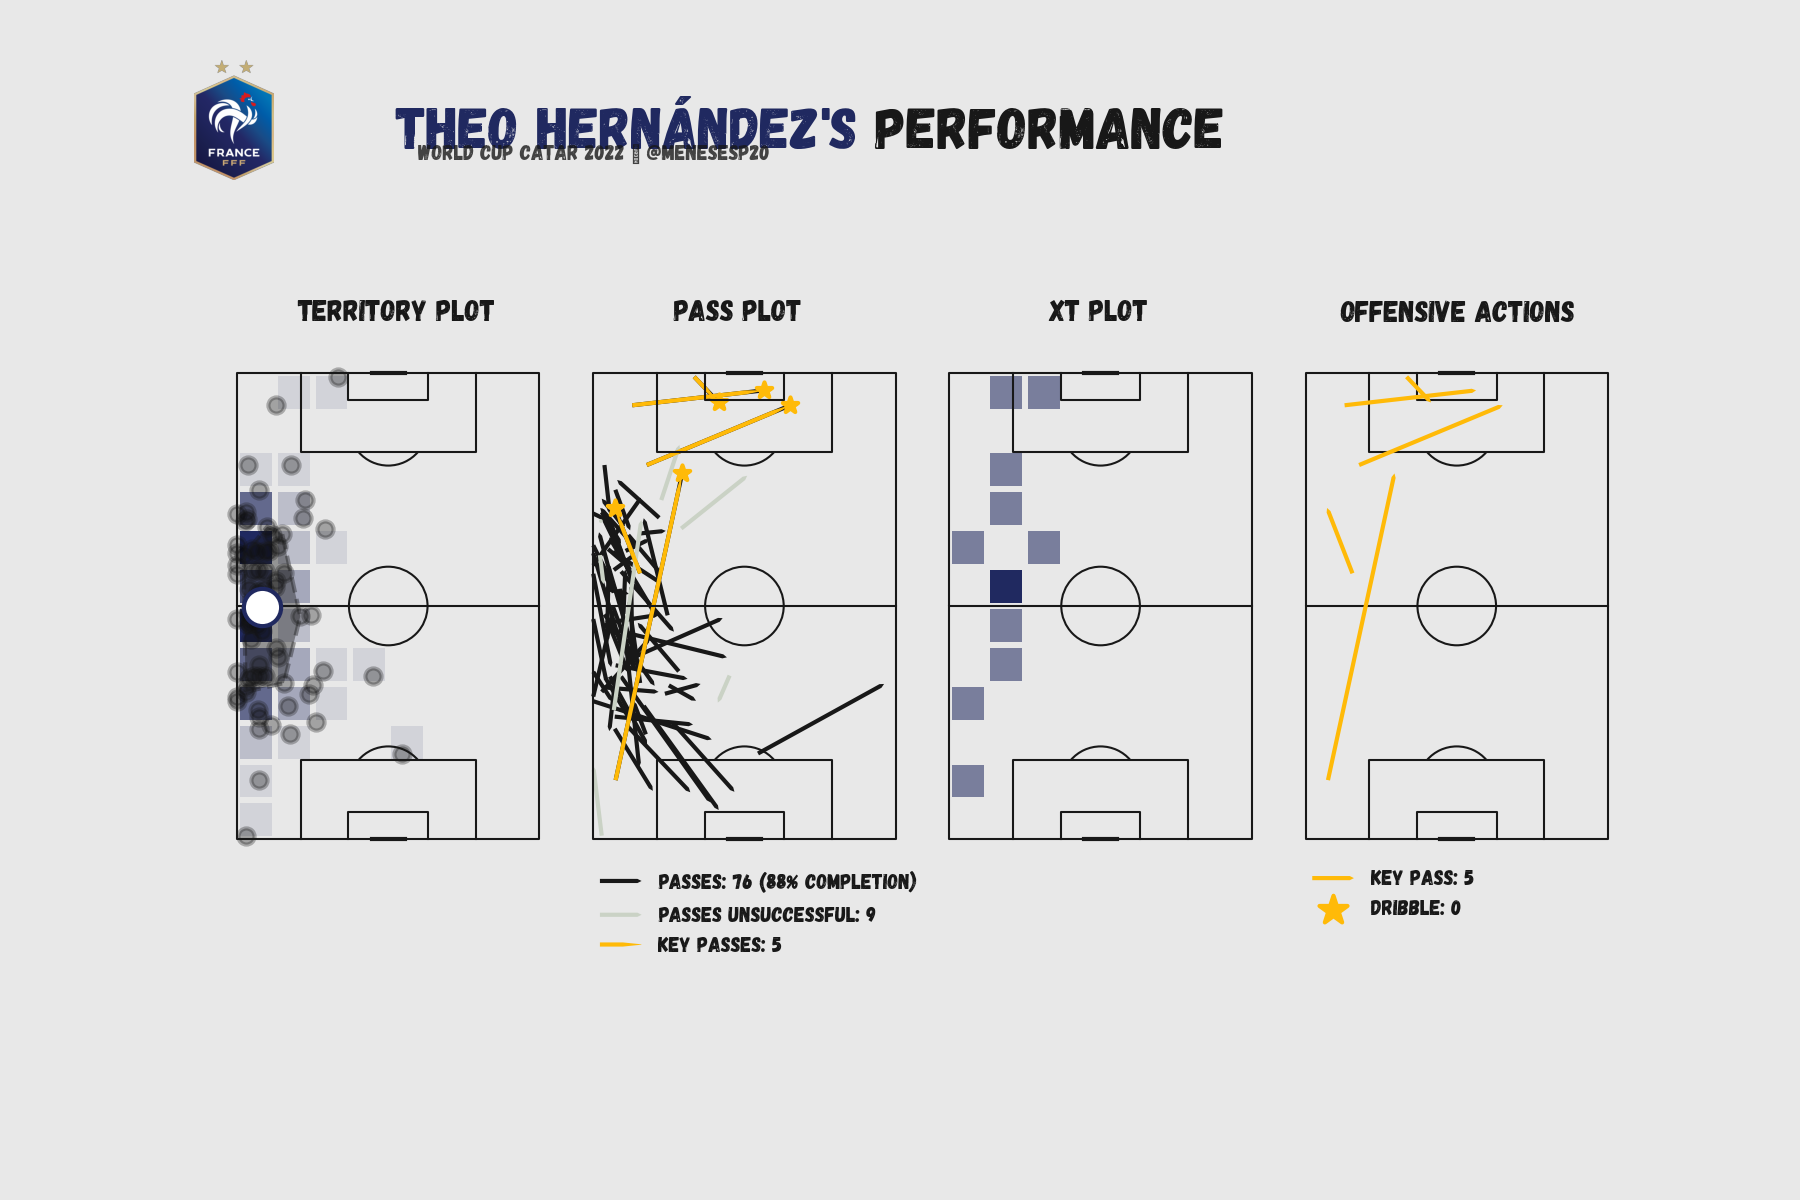 FRANCE
FFF
THEO HERNÁNDEZ'S PERFORMANCE
WORLD CUP CATAR 2022 @MENESESP20
TERRITORY PLOT
PASS PLOT
XT PLOT
OFFENSIVE ACTIONS
PASSES: 76 (88% COMPLETION)
PASSES UNSUCCESSFUL: 9
KEY PASSES: 5
KEY PASS: 5
DRIBBLE: 0